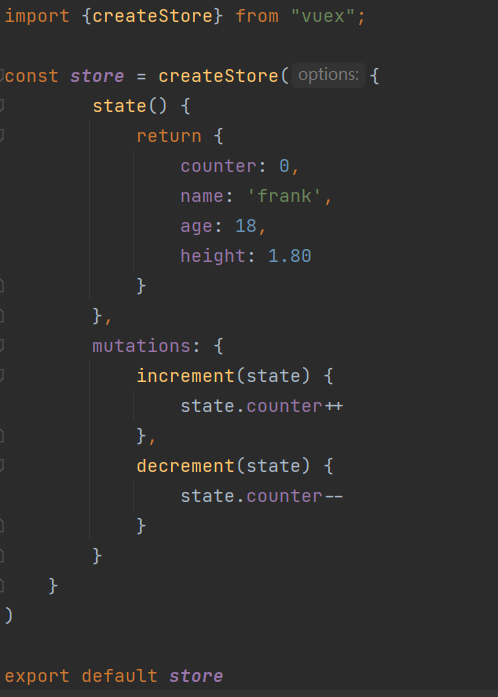 import {createStore} from "vuex";
const store = createStore( options: {
state() {
return {
counter: 0,
name: 'frank',
age: 18,
height: 1.80
}
},
mutations: {
increment(state) {
state.counter++
},
decrement(state) {
state.counter--
}
}
}
)
export default store